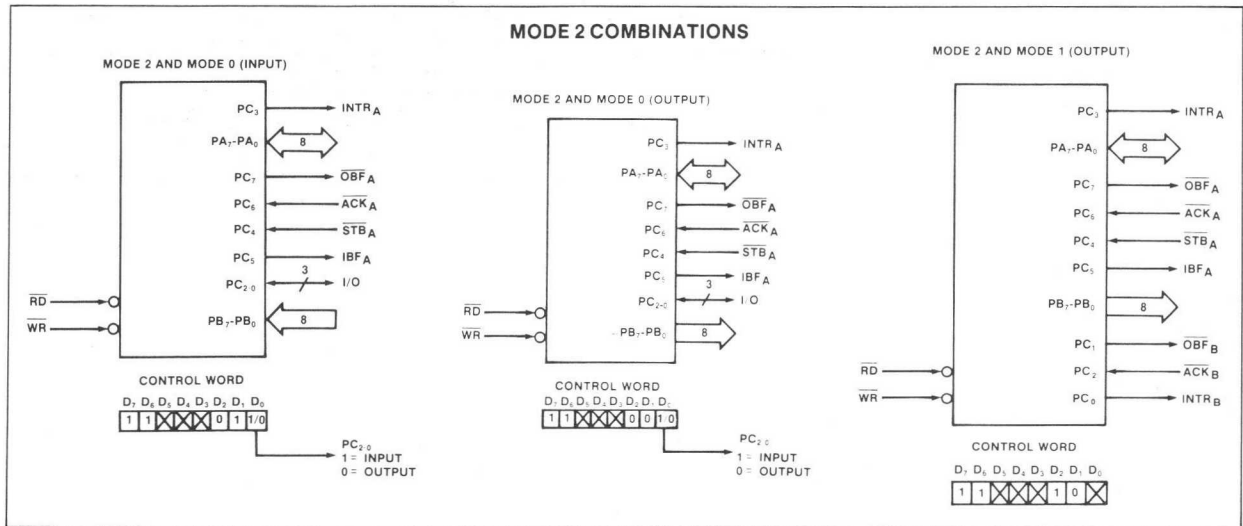 MODE 2 COMBINATIONS
MODE 2 AND MODE 0 (INPUT)
PC3
INTRA
PA7-PA0
8
PC7
OBFA
PC6
ACKA
PC4
STBA
PC5
IBFA
3
PC2-0
I/O
RD
WR
PB7-PB0
8
CONTROL WORD
D7 D6 D5 D4 D3 D2 D1 D0
1 1 X X X 0 1 1/0
PC2-0
1 = INPUT
0 = OUTPUT
MODE 2 AND MODE 0 (OUTPUT)
PC3
INTRA
PA7-PA0
8
PC7
OBFA
PC6
ACKA
PC4
STBA
PC5
IBFA
3
PC2-0
I/O
RD
WR
PB7-PB0
8
CONTROL WORD
D7 D6 D5 D4 D3 D2 D1 D0
1 1 X X X 0 0 1/0
PC2-0
1 = INPUT
0 = OUTPUT
MODE 2 AND MODE 1 (OUTPUT)
PC3
INTRA
PA7-PA0
8
PC7
OBFA
PC6
ACKA
PC4
STBA
PC5
IBFA
PB7-PB0
8
PC1
OBFB
RD
PC2
ACKB
WR
PC0
INTRB
CONTROL WORD
D7 D6 D5 D4 D3 D2 D1 D0
1 1 X X X 1 0 X